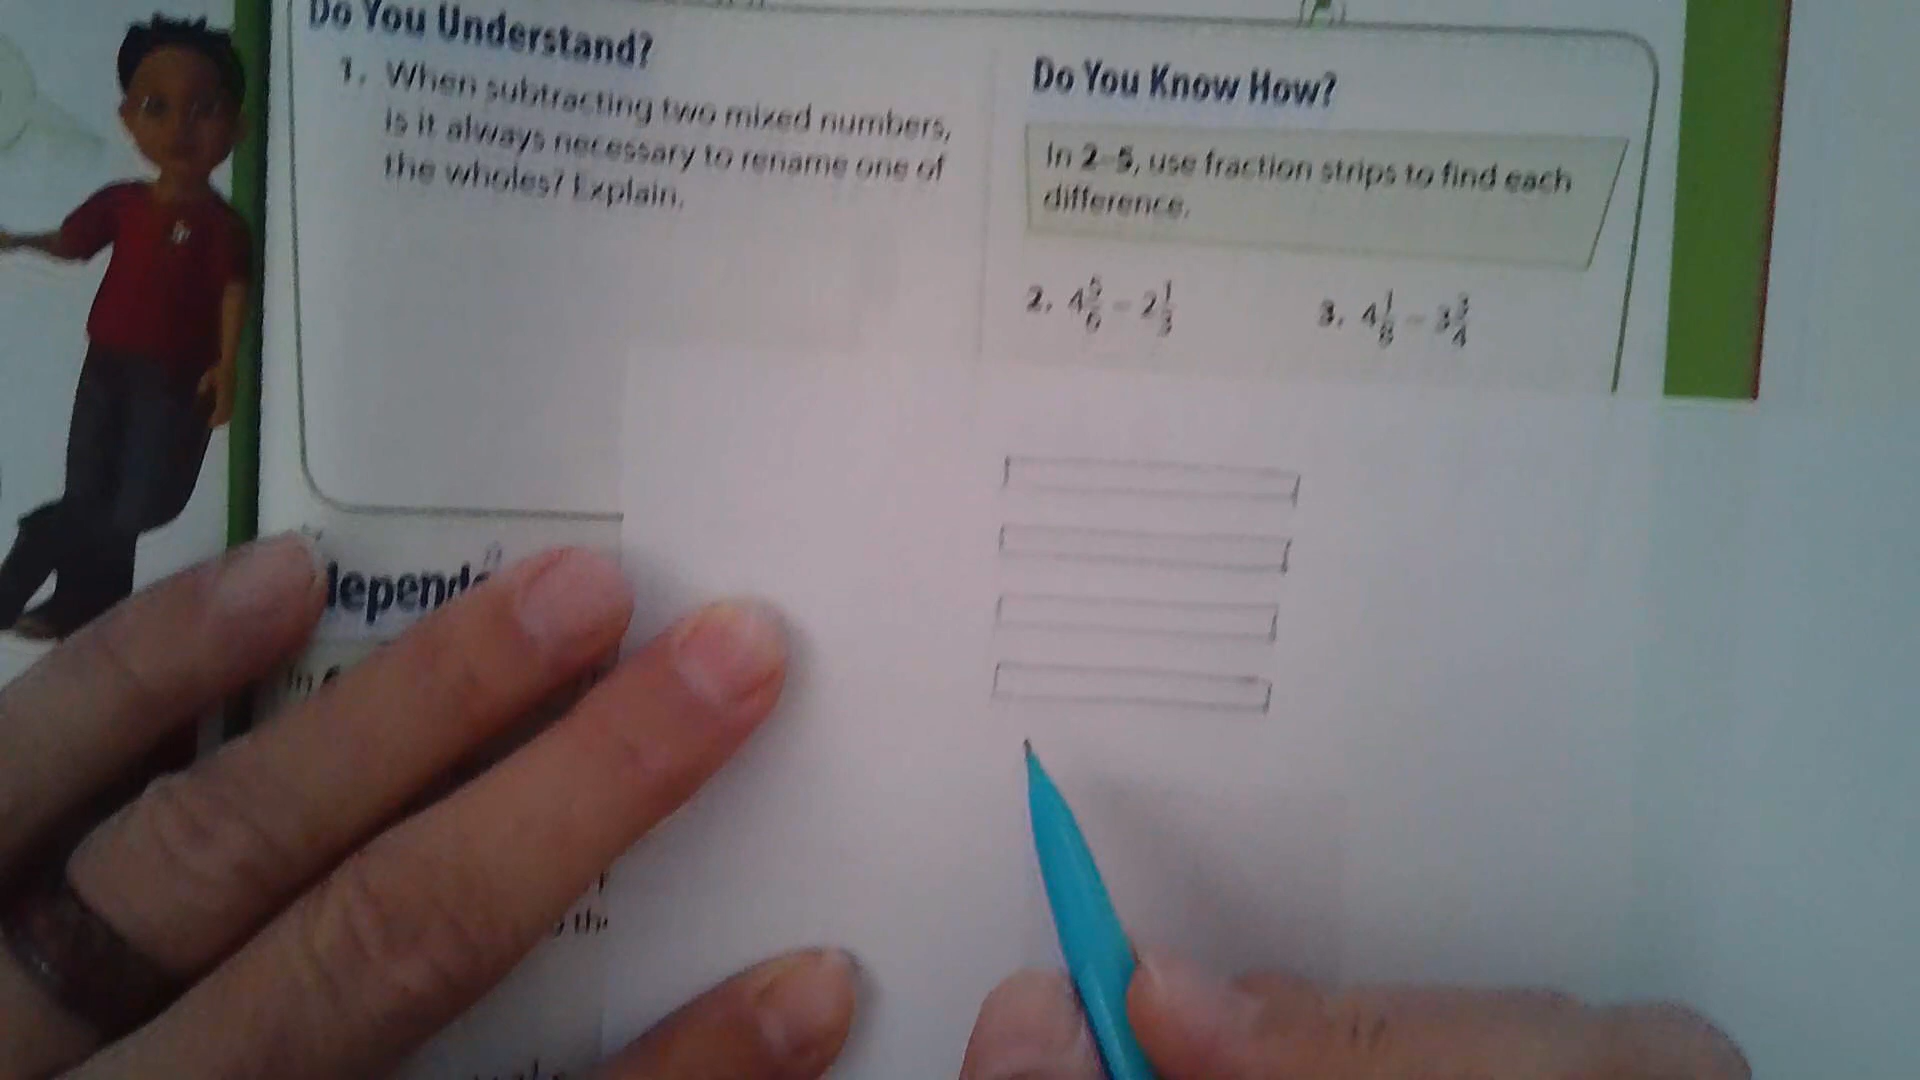 Do You Understand?
1. When subtracting two mixed numbers,
is it always necessary to rename one of
the wholes? Explain.
Do You Know How?
In 2–5, use fraction strips to find each
difference.
2. 4 5/6 − 2 1/3
3. 4 1/8 − 3 3/4